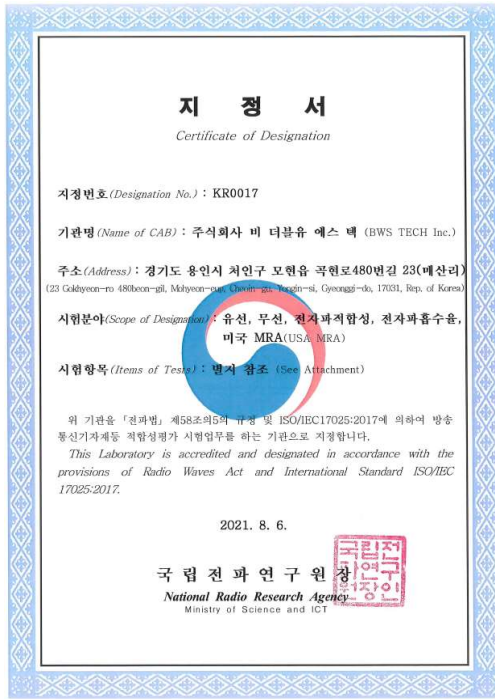 지 정 서
Certificate of Designation
지정번호(Designation No.) : KR0017
기관명(Name of CAB) : 주식회사 비 더블유 에스 텍 (BWS TECH Inc.)
주소(Address) : 경기도 용인시 처인구 모현읍 곡현로480번길 23(매산리)
(23 Gokhyeon-ro 480beon-gil, Mohyeon-eup, Cheoin-gu, Yongin-si, Gyeonggi-do, 17031, Rep. of Korea)
시험분야(Scope of Designation) : 유선, 무선, 전자파적합성, 전자파흡수율,
미국 MRA(USA MRA)
시험항목(Items of Tests) : 별지 참조 (See Attachment)
위 기관을 「전파법」 제58조의5의 규정 및 ISO/IEC17025:2017에 의하여 방송
통신기자재등 적합성평가 시험업무를 하는 기관으로 지정합니다.
This Laboratory is accredited and designated in accordance with the
provisions of Radio Waves Act and International Standard ISO/IEC
17025:2017.
2021. 8. 6.
국립전파연구원장
National Radio Research Agency
Ministry of Science and ICT
국립전
파연구
원장인